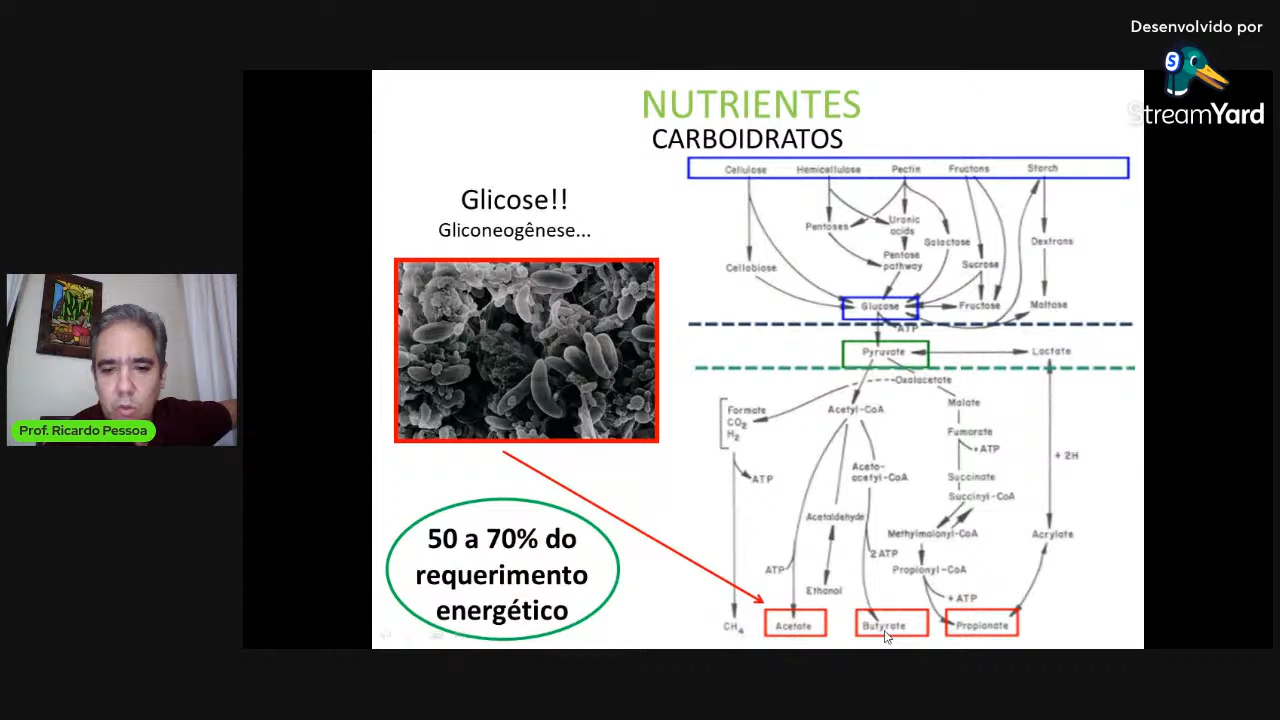 Desenvolvido por
StreamYard
NUTRIENTES
CARBOIDRATOS
Glicose!!
Gliconeogênese...
50 a 70% do
requerimento
energético
Prof. Ricardo Pessoa
Cellulose Hemicellulose Pectin Fructans Starch
Pentoses
Uronic
acids
Galactose
Dextrans
Pentose
pathway
Cellobiose
Sucrose
Glucose
Fructose
Maltose
ATP
Pyruvate
Lactate
Oxalacetate
Formate
CO₂
H₂
Acetyl-CoA
Malate
Fumarate
+ATP
+ 2H
Aceto-
acetyl-CoA
ATP
Succinate
Succinyl-CoA
Acetaldehyde
Methylmalonyl-CoA
Acrylate
2 ATP
ATP
Propionyl-CoA
Ethanol
+ATP
CH₄
Acetate
Butyrate
Propionate